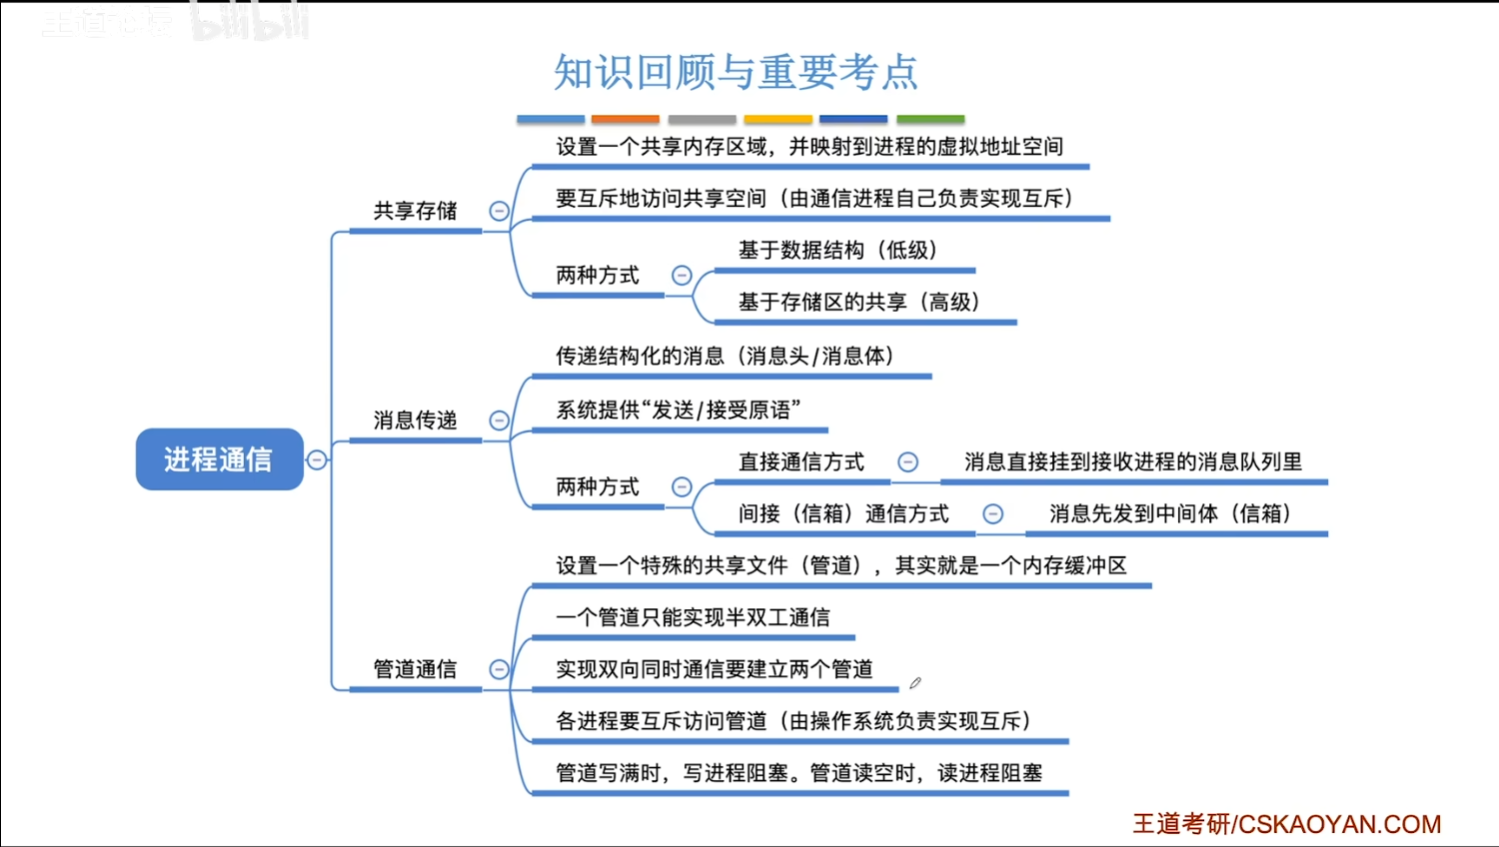 bilibili
知识回顾与重要考点
进程通信
共享存储
设置一个共享内存区域，并映射到进程的虚拟地址空间
要互斥地访问共享空间（由通信进程自己负责实现互斥）
两种方式
基于数据结构（低级）
基于存储区的共享（高级）
消息传递
传递结构化的消息（消息头/消息体）
系统提供“发送/接受原语”
两种方式
直接通信方式
消息直接挂到接收进程的消息队列里
间接（信箱）通信方式
消息先发到中间体（信箱）
管道通信
设置一个特殊的共享文件（管道），其实就是一个内存缓冲区
一个管道只能实现半双工通信
实现双向同时通信要建立两个管道
各进程要互斥访问管道（由操作系统负责实现互斥）
管道写满时，写进程阻塞。管道读空时，读进程阻塞
王道考研/CSKAOYAN.COM